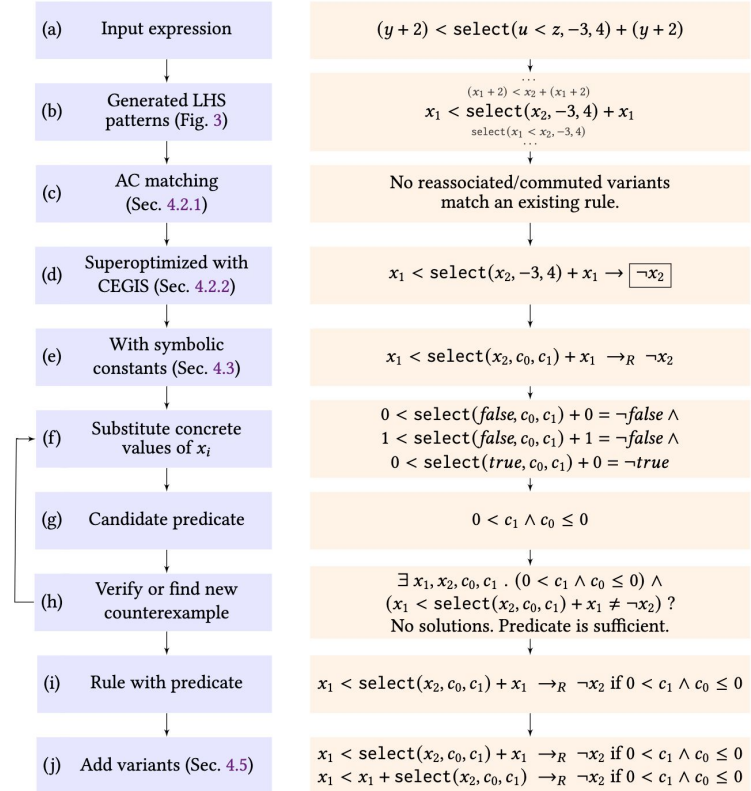 (a) Input expression
(y + 2) < select(u < z, −3, 4) + (y + 2)
(b) Generated LHS
patterns (Fig. 3)
...
(x₁ + 2) < x₂ + (x₁ + 2)
x₁ < select(x₂, −3, 4) + x₁
select(x₁ < x₂, −3, 4)
...
(c) AC matching
(Sec. 4.2.1)
No reassociated/commuted variants
match an existing rule.
(d) Superoptimized with
CEGIS (Sec. 4.2.2)
x₁ < select(x₂, −3, 4) + x₁ → ¬x₂
(e) With symbolic
constants (Sec. 4.3)
x₁ < select(x₂, c₀, c₁) + x₁ →R ¬x₂
(f) Substitute concrete
values of xᵢ
0 < select(false, c₀, c₁) + 0 = ¬false ∧
1 < select(false, c₀, c₁) + 1 = ¬false ∧
0 < select(true, c₀, c₁) + 0 = ¬true
(g) Candidate predicate
0 < c₁ ∧ c₀ ≤ 0
(h) Verify or find new
counterexample
∃ x₁, x₂, c₀, c₁ . (0 < c₁ ∧ c₀ ≤ 0) ∧
(x₁ < select(x₂, c₀, c₁) + x₁ ≠ ¬x₂) ?
No solutions. Predicate is sufficient.
(i) Rule with predicate
x₁ < select(x₂, c₀, c₁) + x₁ →R ¬x₂ if 0 < c₁ ∧ c₀ ≤ 0
(j) Add variants (Sec. 4.5)
x₁ < select(x₂, c₀, c₁) + x₁ →R ¬x₂ if 0 < c₁ ∧ c₀ ≤ 0
x₁ < x₁ + select(x₂, c₀, c₁) →R ¬x₂ if 0 < c₁ ∧ c₀ ≤ 0